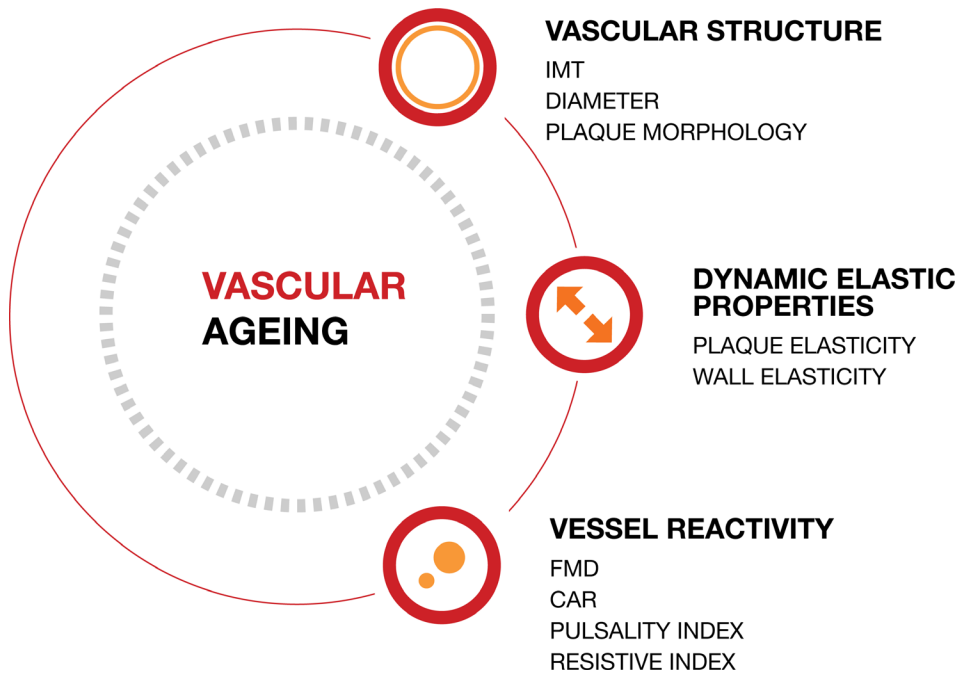 VASCULAR STRUCTURE
IMT
DIAMETER
PLAQUE MORPHOLOGY
VASCULAR
AGEING
DYNAMIC ELASTIC
PROPERTIES
PLAQUE ELASTICITY
WALL ELASTICITY
VESSEL REACTIVITY
FMD
CAR
PULSALITY INDEX
RESISTIVE INDEX